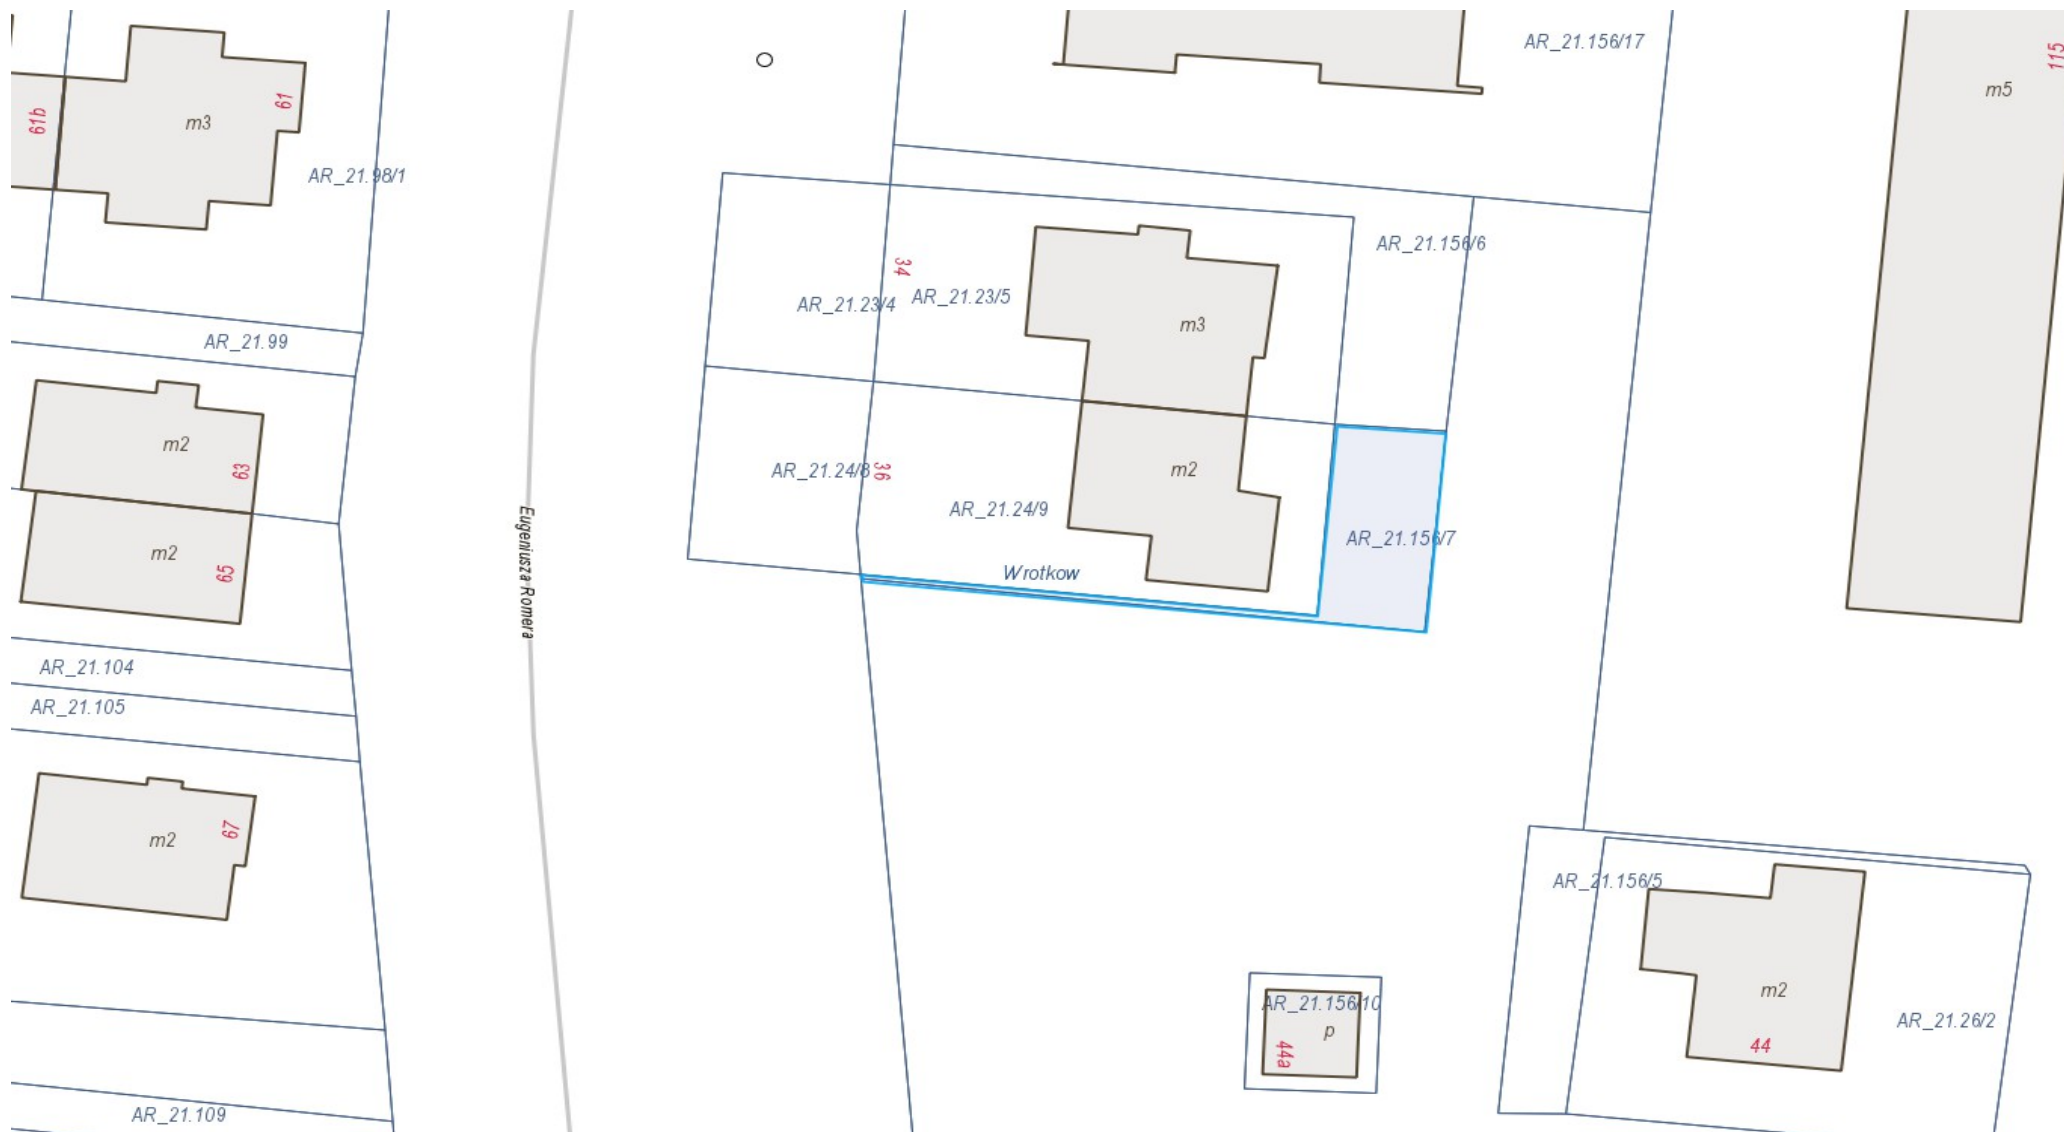 AR_21.156/17
115
m5
61
61b
m3
AR_21.98/1
AR_21.156/6
34
AR_21.23/4
AR_21.23/5
m3
AR_21.99
m2
63
AR_21.24/8
36
m2
AR_21.24/9
AR_21.156/7
Eugeniusza Romera
m2
65
Wrotkow
AR_21.104
AR_21.105
m2
67
AR_21.156/5
m2
AR_21.156/10
p
44a
44
AR_21.26/2
AR_21.109